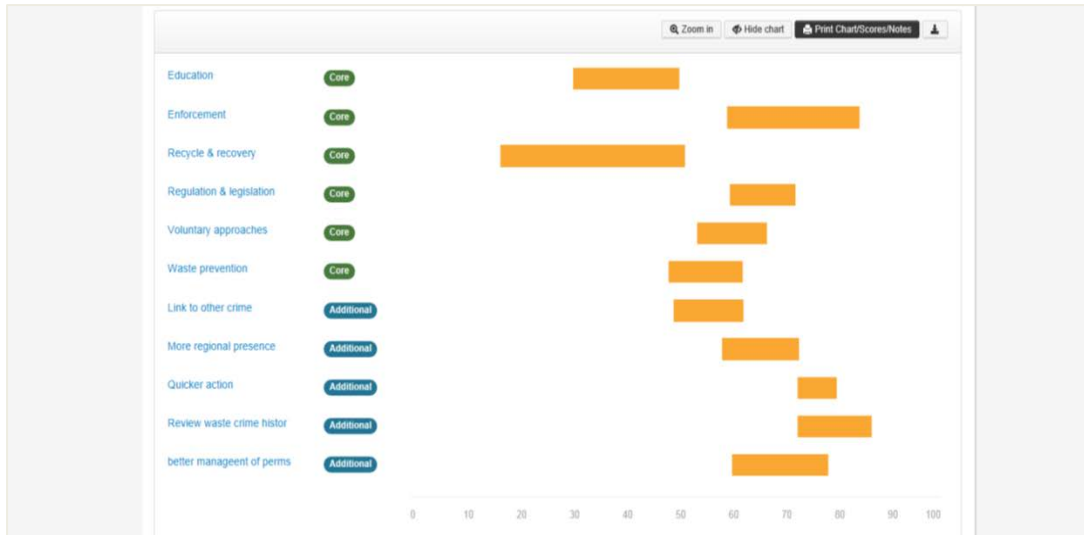 Zoom in Hide chart Print Chart/Scores/Notes
Education Core
Enforcement Core
Recycle & recovery Core
Regulation & legislation Core
Voluntary approaches Core
Waste prevention Core
Link to other crime Additional
More regional presence Additional
Quicker action Additional
Review waste crime histor Additional
better manageent of perms Additional
0 10 20 30 40 50 60 70 80 90 100